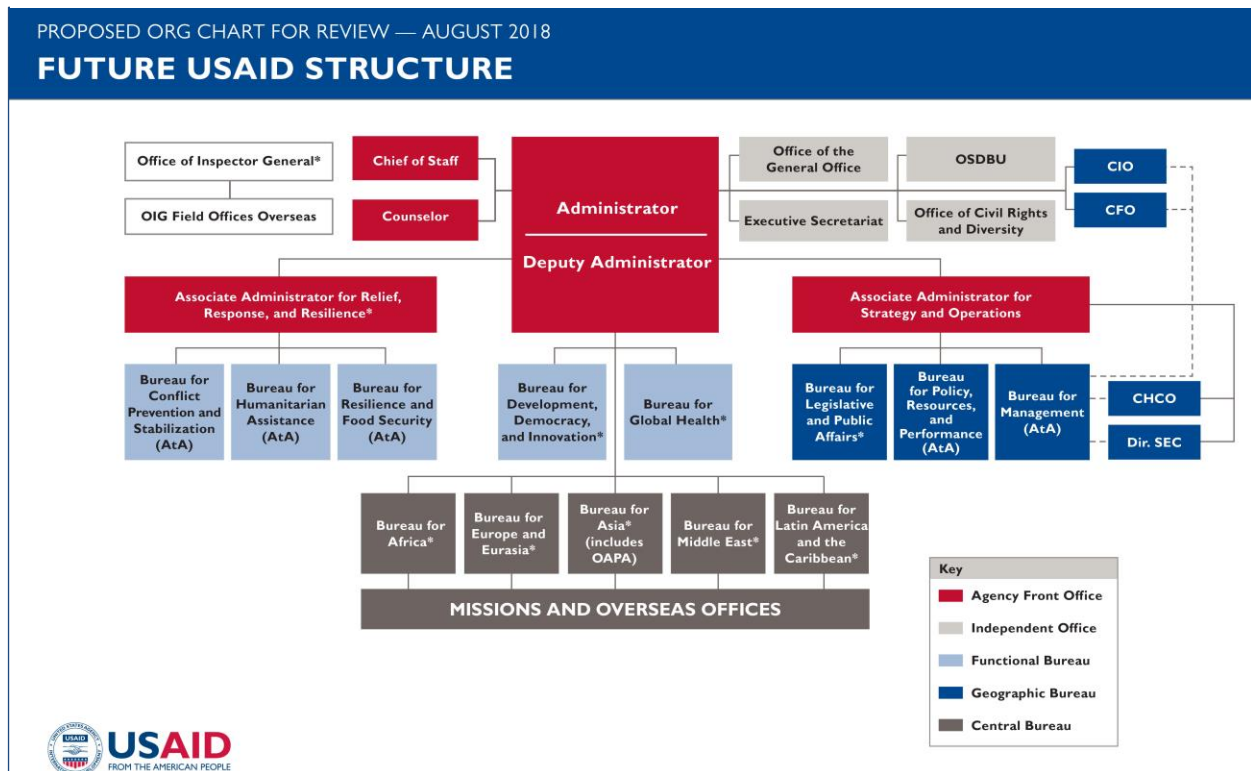 PROPOSED ORG CHART FOR REVIEW — AUGUST 2018
FUTURE USAID STRUCTURE
Office of Inspector General*
OIG Field Offices Overseas
Chief of Staff
Counselor
Administrator
Deputy Administrator
Office of the
General Office
Executive Secretariat
OSDBU
Office of Civil Rights
and Diversity
CIO
CFO
Associate Administrator for Relief,
Response, and Resilience*
Associate Administrator for
Strategy and Operations
Bureau for
Conflict
Prevention and
Stabilization
(AtA)
Bureau for
Humanitarian
Assistance
(AtA)
Bureau for
Resilience and
Food Security
(AtA)
Bureau for
Development,
Democracy,
and Innovation*
Bureau for
Global Health*
Bureau for
Legislative
and Public
Affairs*
Bureau
for Policy,
Resources,
and
Performance
(AtA)
Bureau for
Management
(AtA)
CHCO
Dir. SEC
Bureau for
Africa*
Bureau for
Europe and
Eurasia*
Bureau for
Asia*
(includes
OAPA)
Bureau for
Middle East*
Bureau for
Latin America
and the
Caribbean*
MISSIONS AND OVERSEAS OFFICES
Key
Agency Front Office
Independent Office
Functional Bureau
Geographic Bureau
Central Bureau
USAID
USAID
FROM THE AMERICAN PEOPLE